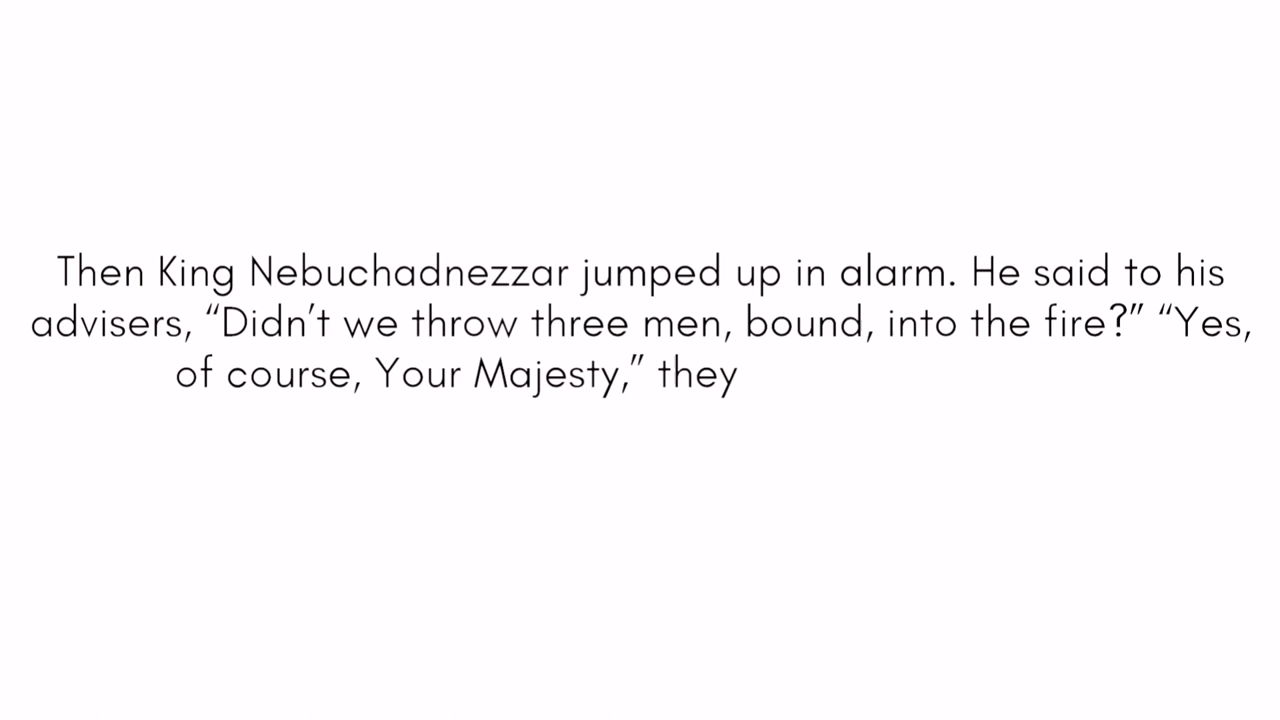 Then King Nebuchadnezzar jumped up in alarm. He said to his
advisers, “Didn’t we throw three men, bound, into the fire?” “Yes,
of course, Your Majesty,” they